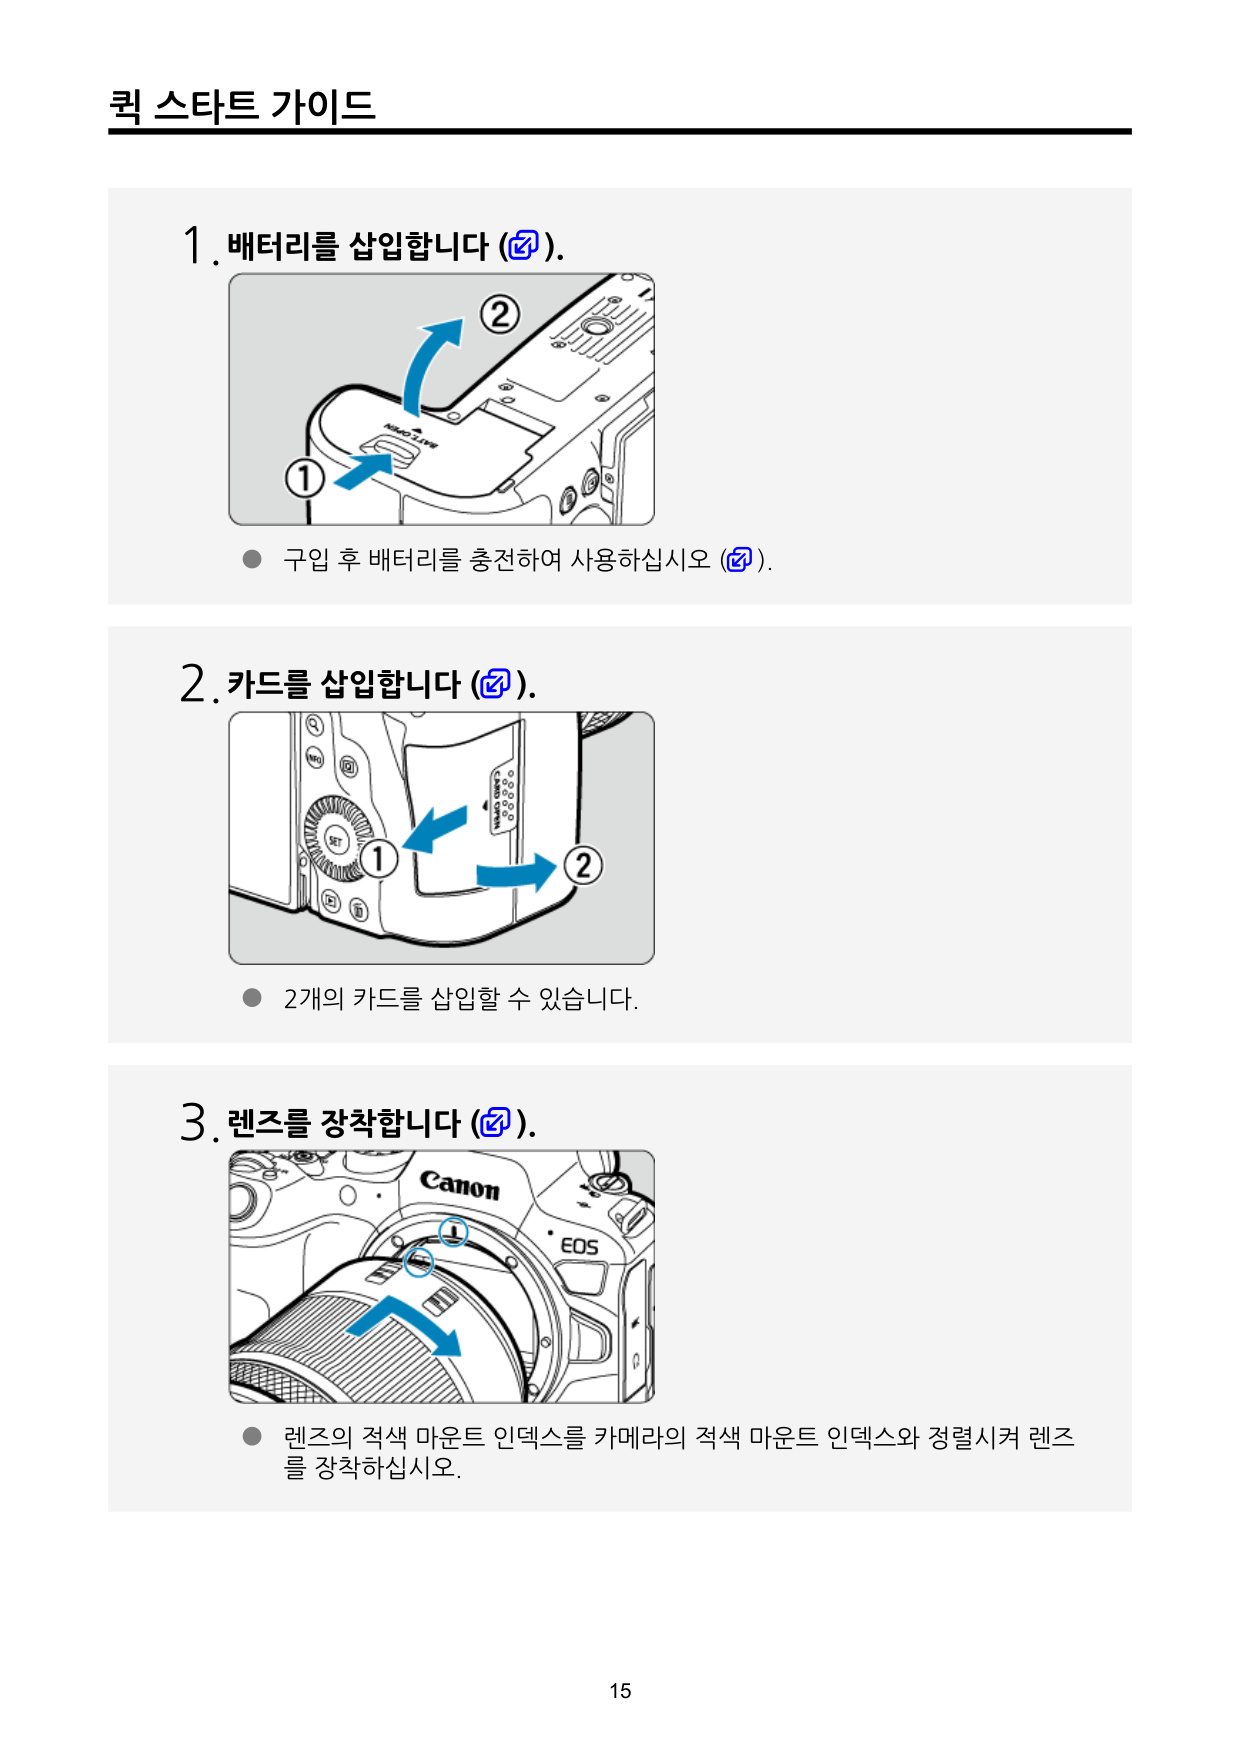 퀵 스타트 가이드
1. 배터리를 삽입합니다 ( ).
②
BATT.OPEN
①
● 구입 후 배터리를 충전하여 사용하십시오 ( ).
2. 카드를 삽입합니다 ( ).
INFO
Q
CARD OPEN
SET
①
②
● 2개의 카드를 삽입할 수 있습니다.
3. 렌즈를 장착합니다 ( ).
Canon
EOS
● 렌즈의 적색 마운트 인덱스를 카메라의 적색 마운트 인덱스와 정렬시켜 렌즈
를 장착하십시오.
15